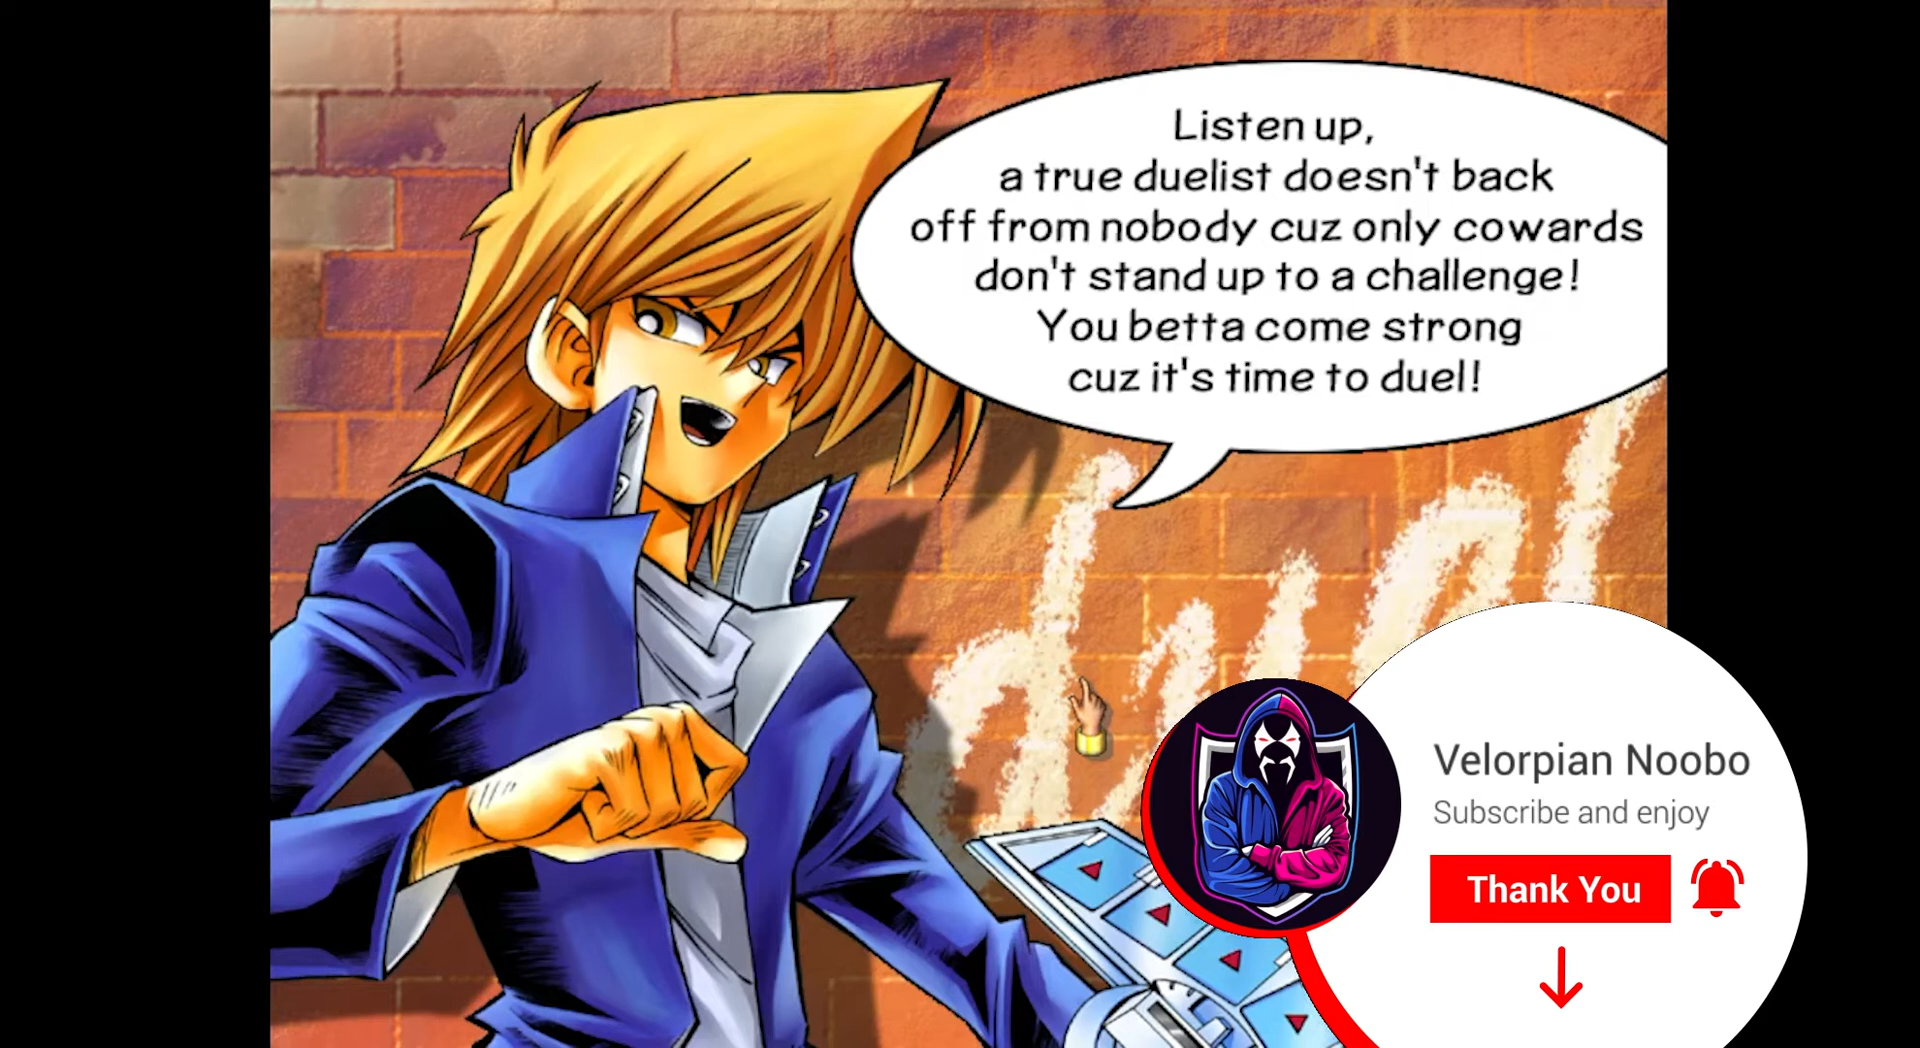 Listen up,
a true duelist doesn't back
off from nobody cuz only cowards
don't stand up to a challenge!
You betta come strong
cuz it's time to duel!
duel
Velorpian Noobo
Subscribe and enjoy
Thank You